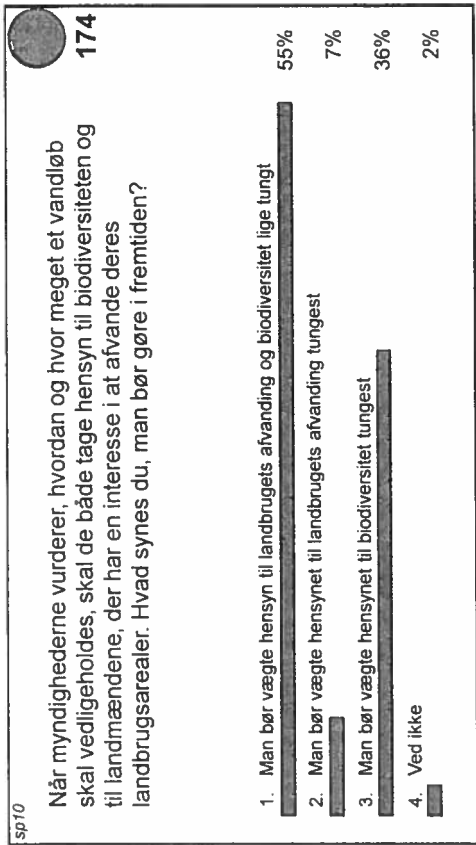 sp10
174
Når myndighederne vurderer, hvordan og hvor meget et vandløb
skal vedligeholdes, skal de både tage hensyn til biodiversiteten og
til landmændene, der har en interesse i at afvande deres
landbrugsarealer. Hvad synes du, man bør gøre i fremtiden?
1. Man bør vægte hensyn til landbrugets afvanding og biodiversitet lige tungt
55%
2. Man bør vægte hensynet til landbrugets afvanding tungest
7%
3. Man bør vægte hensynet til biodiversitet tungest
36%
4. Ved ikke
2%